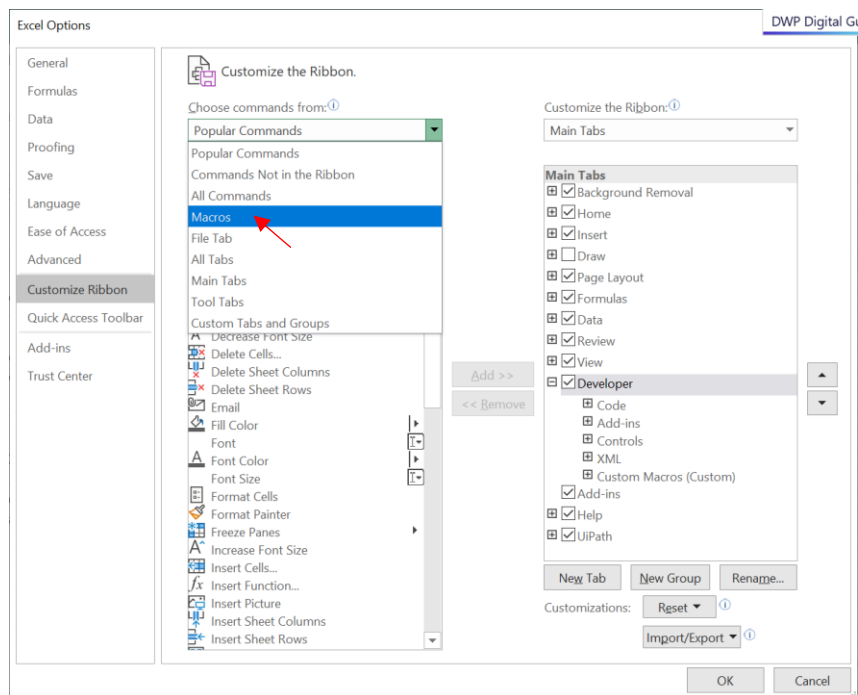 Excel Options
DWP Digital Gu
General
Formulas
Data
Proofing
Save
Language
Ease of Access
Advanced
Customize Ribbon
Quick Access Toolbar
Add-ins
Trust Center
Customize the Ribbon.
Choose commands from:
Popular Commands
Popular Commands
Commands Not in the Ribbon
All Commands
Macros
File Tab
All Tabs
Main Tabs
Tool Tabs
Custom Tabs and Groups
Decrease Font Size
Delete Cells...
Delete Sheet Columns
Delete Sheet Rows
Email
Fill Color
Font
Font Color
Font Size
Format Cells
Format Painter
Freeze Panes
Increase Font Size
Insert Cells...
Insert Function...
Insert Picture
Insert Sheet Columns
Insert Sheet Rows
Add >>
<< Remove
Customize the Ribbon:
Main Tabs
Main Tabs
Background Removal
Home
Insert
Draw
Page Layout
Formulas
Data
Review
View
Developer
Code
Add-ins
Controls
XML
Custom Macros (Custom)
Add-ins
Help
UiPath
New Tab
New Group
Rename...
Customizations:
Reset
Import/Export
OK
Cancel